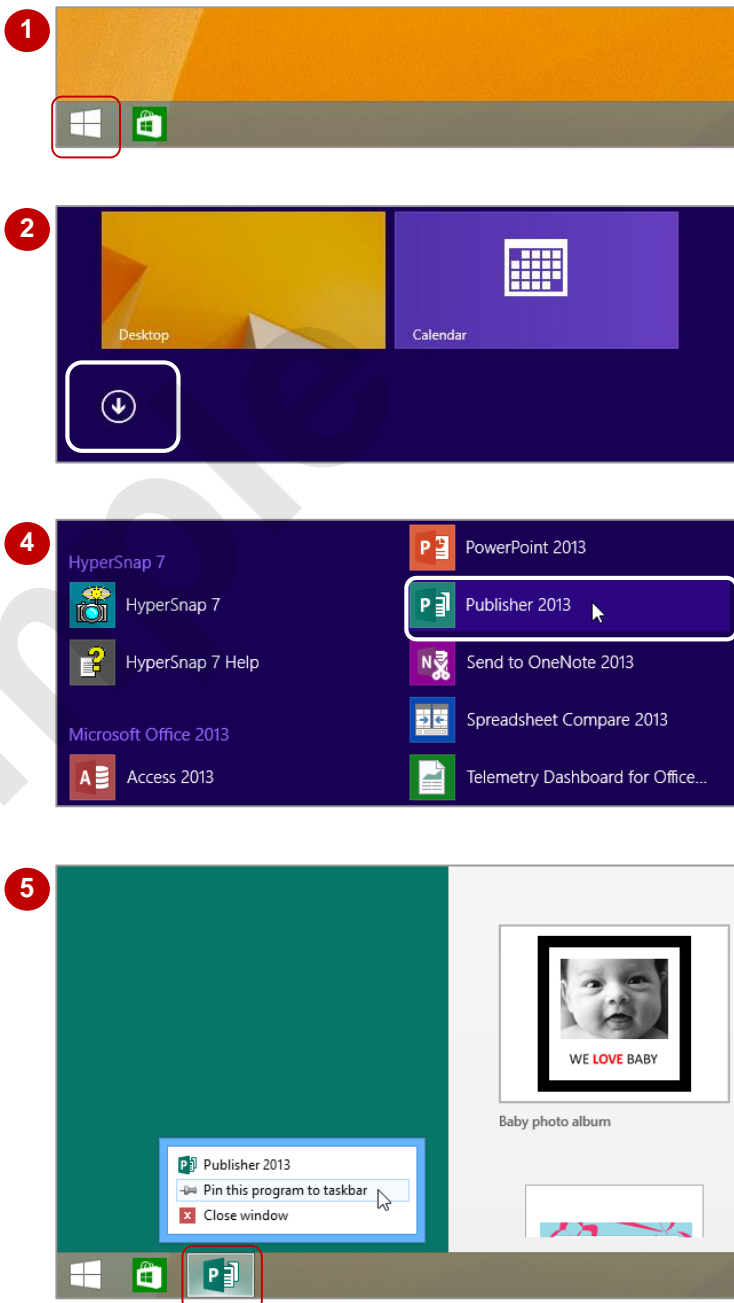 1
2
Desktop
Calendar
4
HyperSnap 7
HyperSnap 7
HyperSnap 7 Help
Microsoft Office 2013
Access 2013
PowerPoint 2013
Publisher 2013
Send to OneNote 2013
Spreadsheet Compare 2013
Telemetry Dashboard for Office...
5
WE LOVE BABY
Baby photo album
Publisher 2013
Pin this program to taskbar
Close window